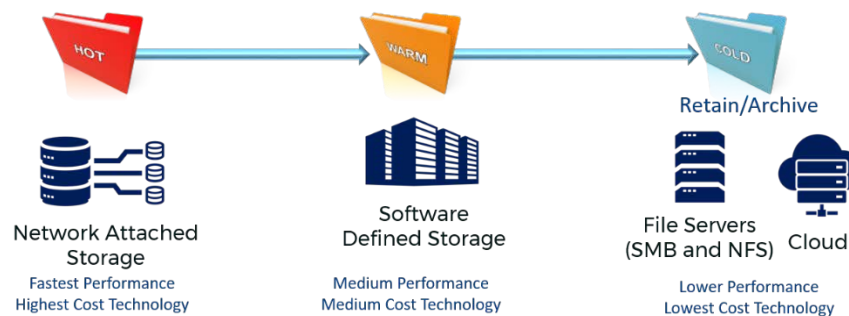 HOT
WARM
COLD
Retain/Archive
Network Attached
Storage
Fastest Performance
Highest Cost Technology
Software
Defined Storage
Medium Performance
Medium Cost Technology
File Servers
(SMB and NFS)
Cloud
Lower Performance
Lowest Cost Technology